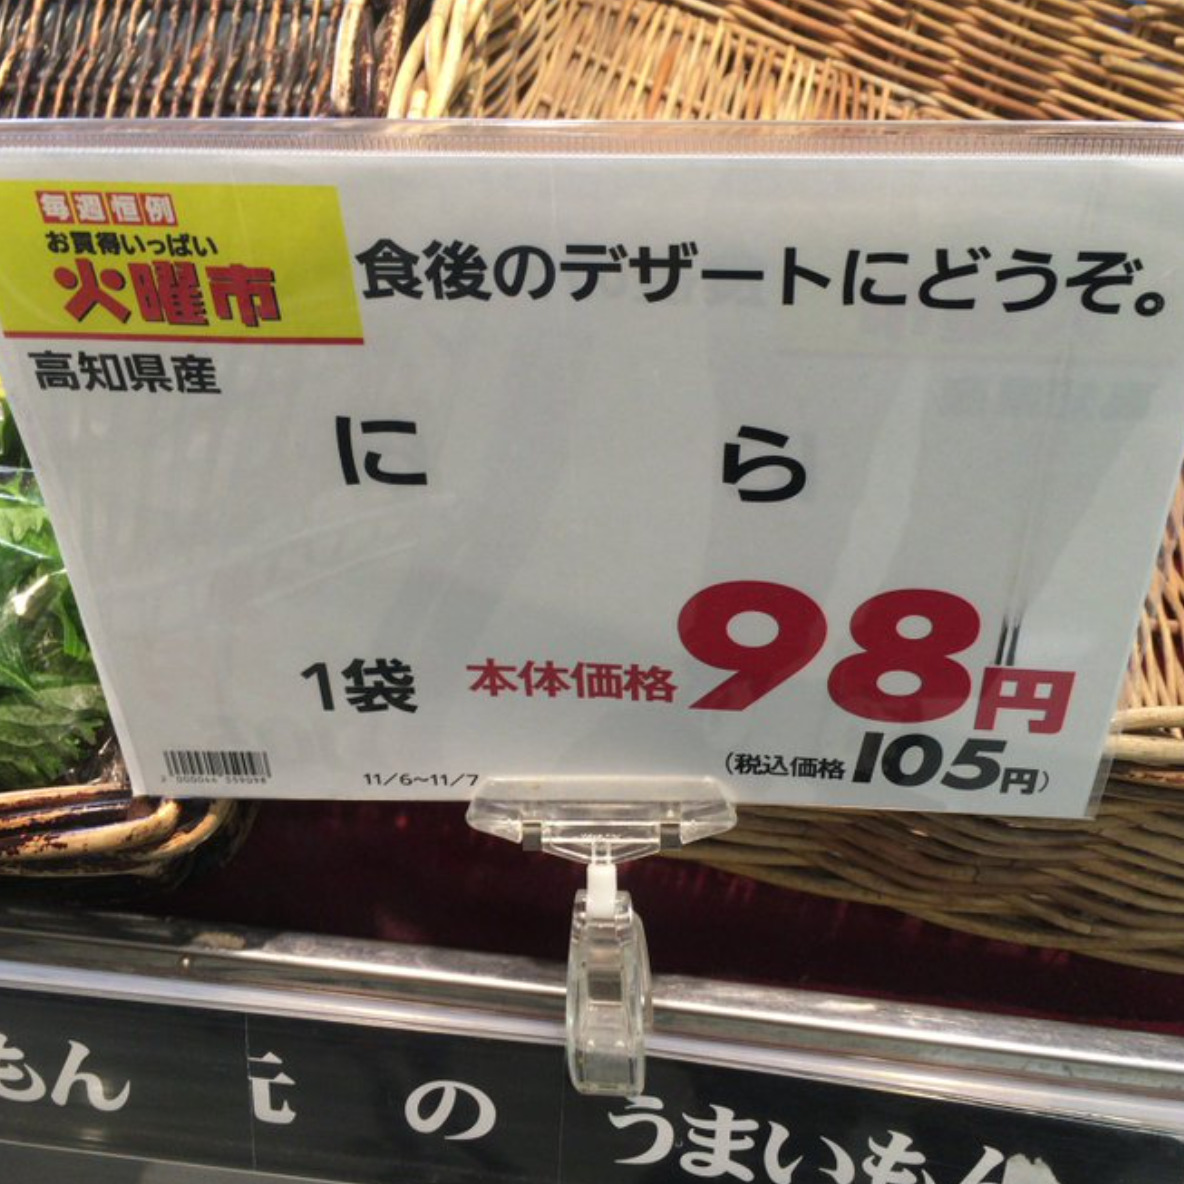 毎週恒例
お買得いっぱい
火曜市
食後のデザートにどうぞ。
高知県産
にら
1袋 本体価格 98円
(税込価格 105円)
11/6~11/7
もん 元のうまいもん